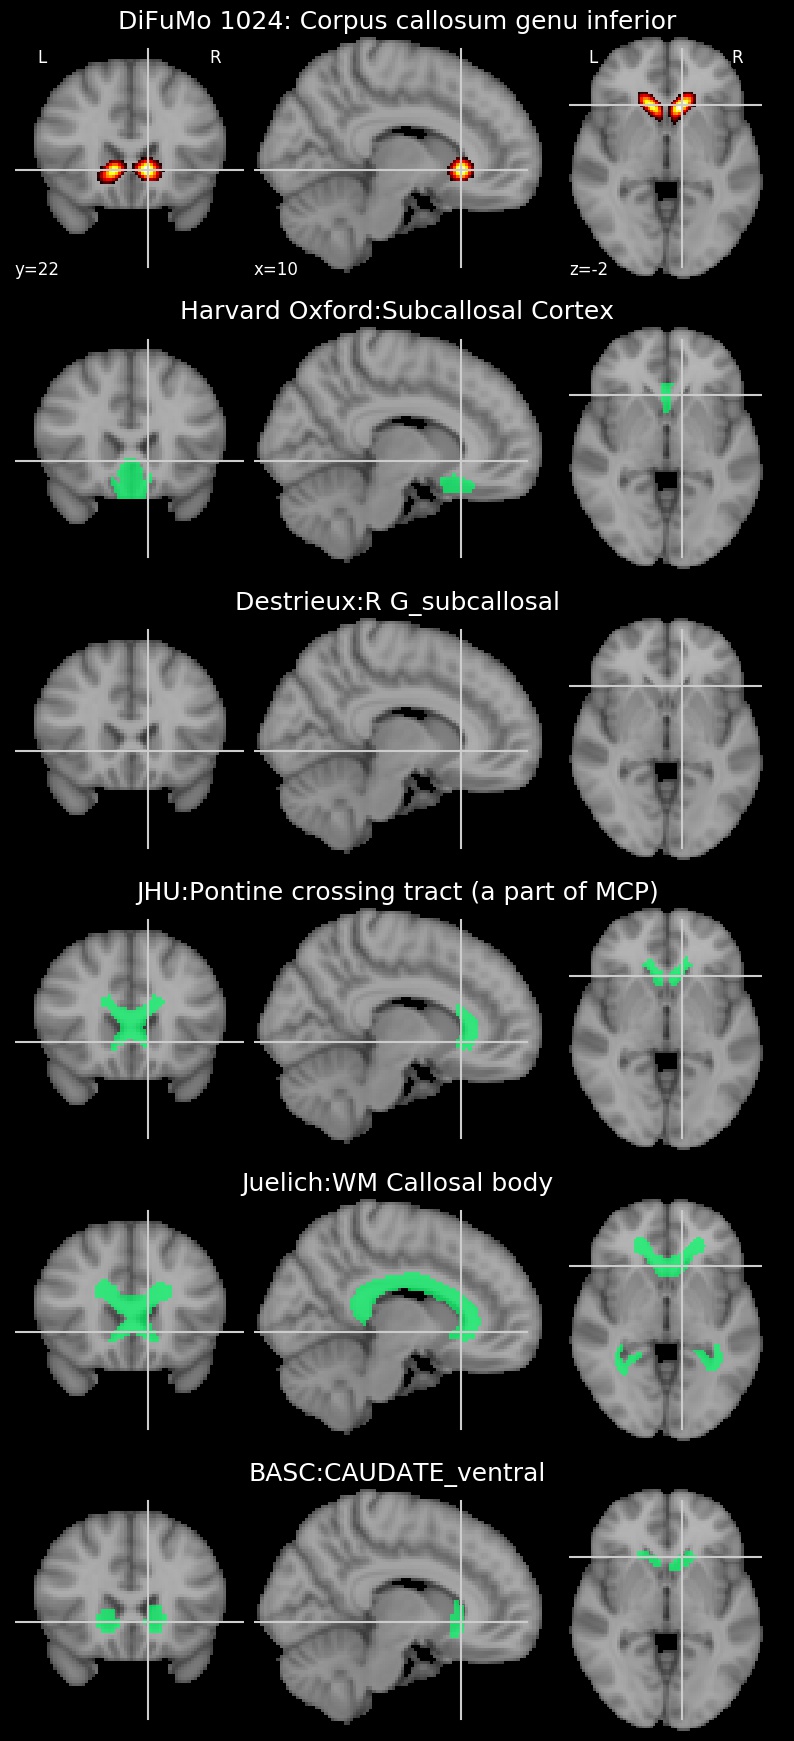 DiFuMo 1024: Corpus callosum genu inferior
L R L R
y=22 x=10 z=-2
Harvard Oxford:Subcallosal Cortex
Destrieux:R G_subcallosal
JHU:Pontine crossing tract (a part of MCP)
Juelich:WM Callosal body
BASC:CAUDATE_ventral